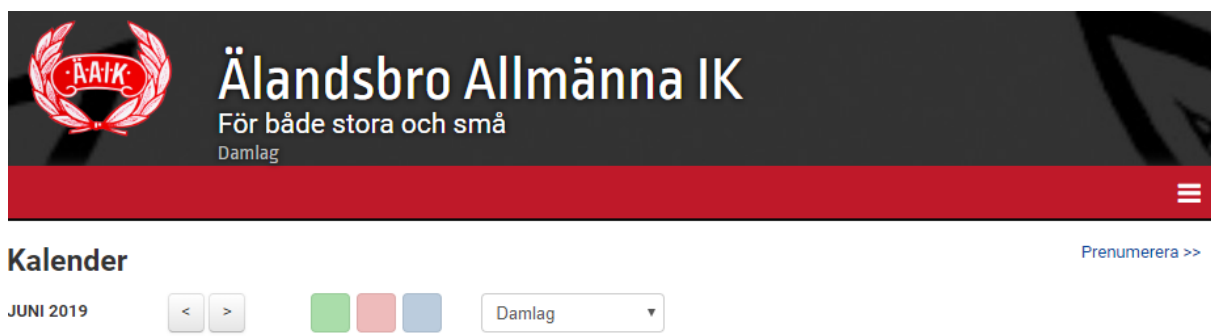 ÄAIK
Älandsbro Allmänna IK
För både stora och små
Damlag
Kalender
Prenumerera >>
JUNI 2019
< >
Damlag